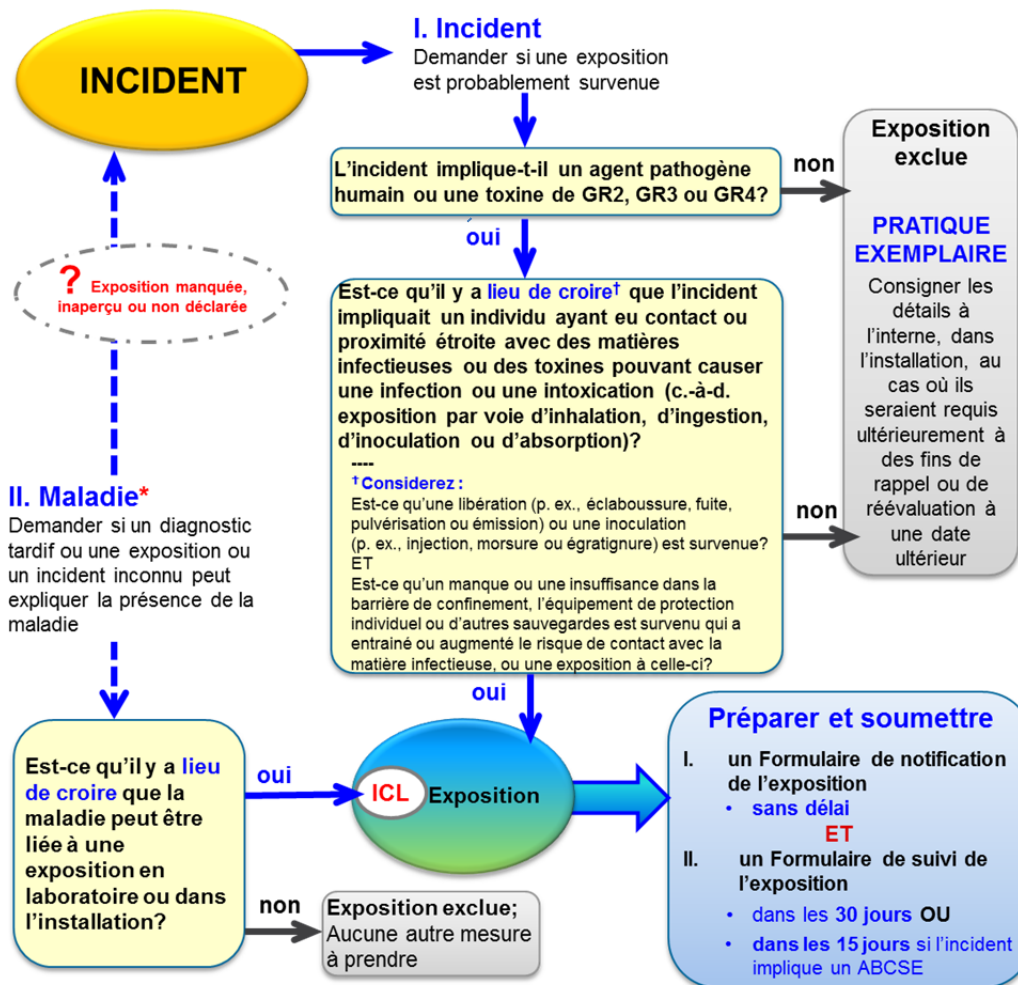 INCIDENT
I. Incident
Demander si une exposition
est probablement survenue
L'incident implique-t-il un agent pathogène
humain ou une toxine de GR2, GR3 ou GR4?
non
oui
Exposition
exclue
PRATIQUE
EXEMPLAIRE
Consigner les
détails à
l'interne, dans
l'installation, au
cas où ils
seraient requis
ultérieurement à
des fins de
rappel ou de
réévaluation à
une date
ultérieur
? Exposition manquée,
inaperçu ou non déclarée
Est-ce qu'il y a lieu de croire† que l'incident
impliquait un individu ayant eu contact ou
proximité étroite avec des matières
infectieuses ou des toxines pouvant causer
une infection ou une intoxication (c.-à-d.
exposition par voie d'inhalation, d'ingestion,
d'inoculation ou d'absorption)?
----
†Considerez :
Est-ce qu'une libération (p. ex., éclaboussure, fuite,
pulvérisation ou émission) ou une inoculation
(p. ex., injection, morsure ou égratignure) est survenue?
ET
Est-ce qu'un manque ou une insuffisance dans la
barrière de confinement, l'équipement de protection
individuel ou d'autres sauvegardes est survenu qui a
entrainé ou augmenté le risque de contact avec la
matière infectieuse, ou une exposition à celle-ci?
non
oui
II. Maladie*
Demander si un diagnostic
tardif ou une exposition ou
un incident inconnu peut
expliquer la présence de la
maladie
Est-ce qu'il y a lieu
de croire que la
maladie peut être
liée à une
exposition en
laboratoire ou dans
l'installation?
oui
ICL Exposition
non
Exposition exclue;
Aucune autre mesure
à prendre
Préparer et soumettre
I. un Formulaire de notification
de l'exposition
• sans délai
ET
II. un Formulaire de suivi de
l'exposition
• dans les 30 jours OU
• dans les 15 jours si l'incident
implique un ABCSE